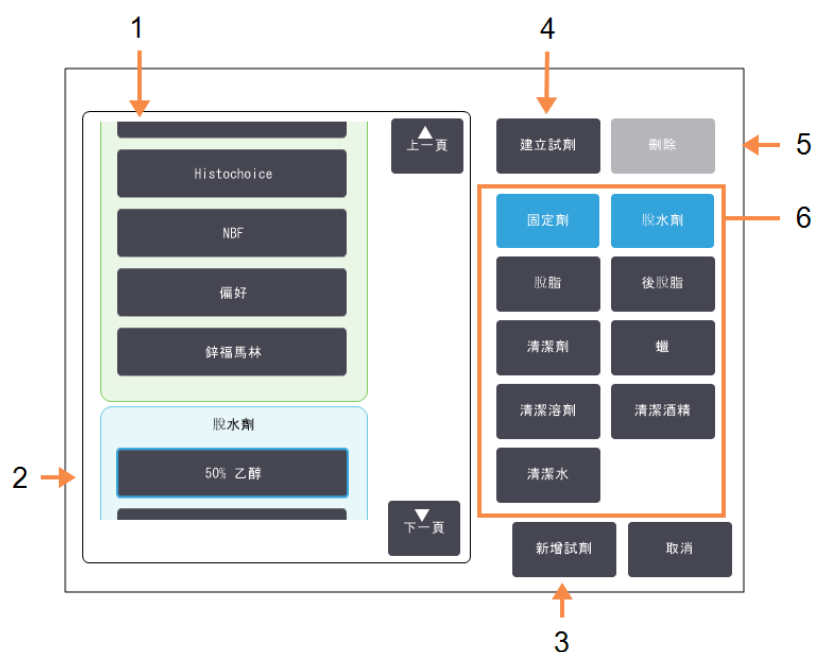 1
4
上一頁
建立試劑
刪除
5
Histochoice
6
固定劑
脫水劑
NBF
脫脂
後脫脂
偏好
清潔劑
蠟
鋅福馬林
清潔溶劑
清潔酒精
脫水劑
2
50% 乙醇
清潔水
下一頁
新增試劑
取消
3